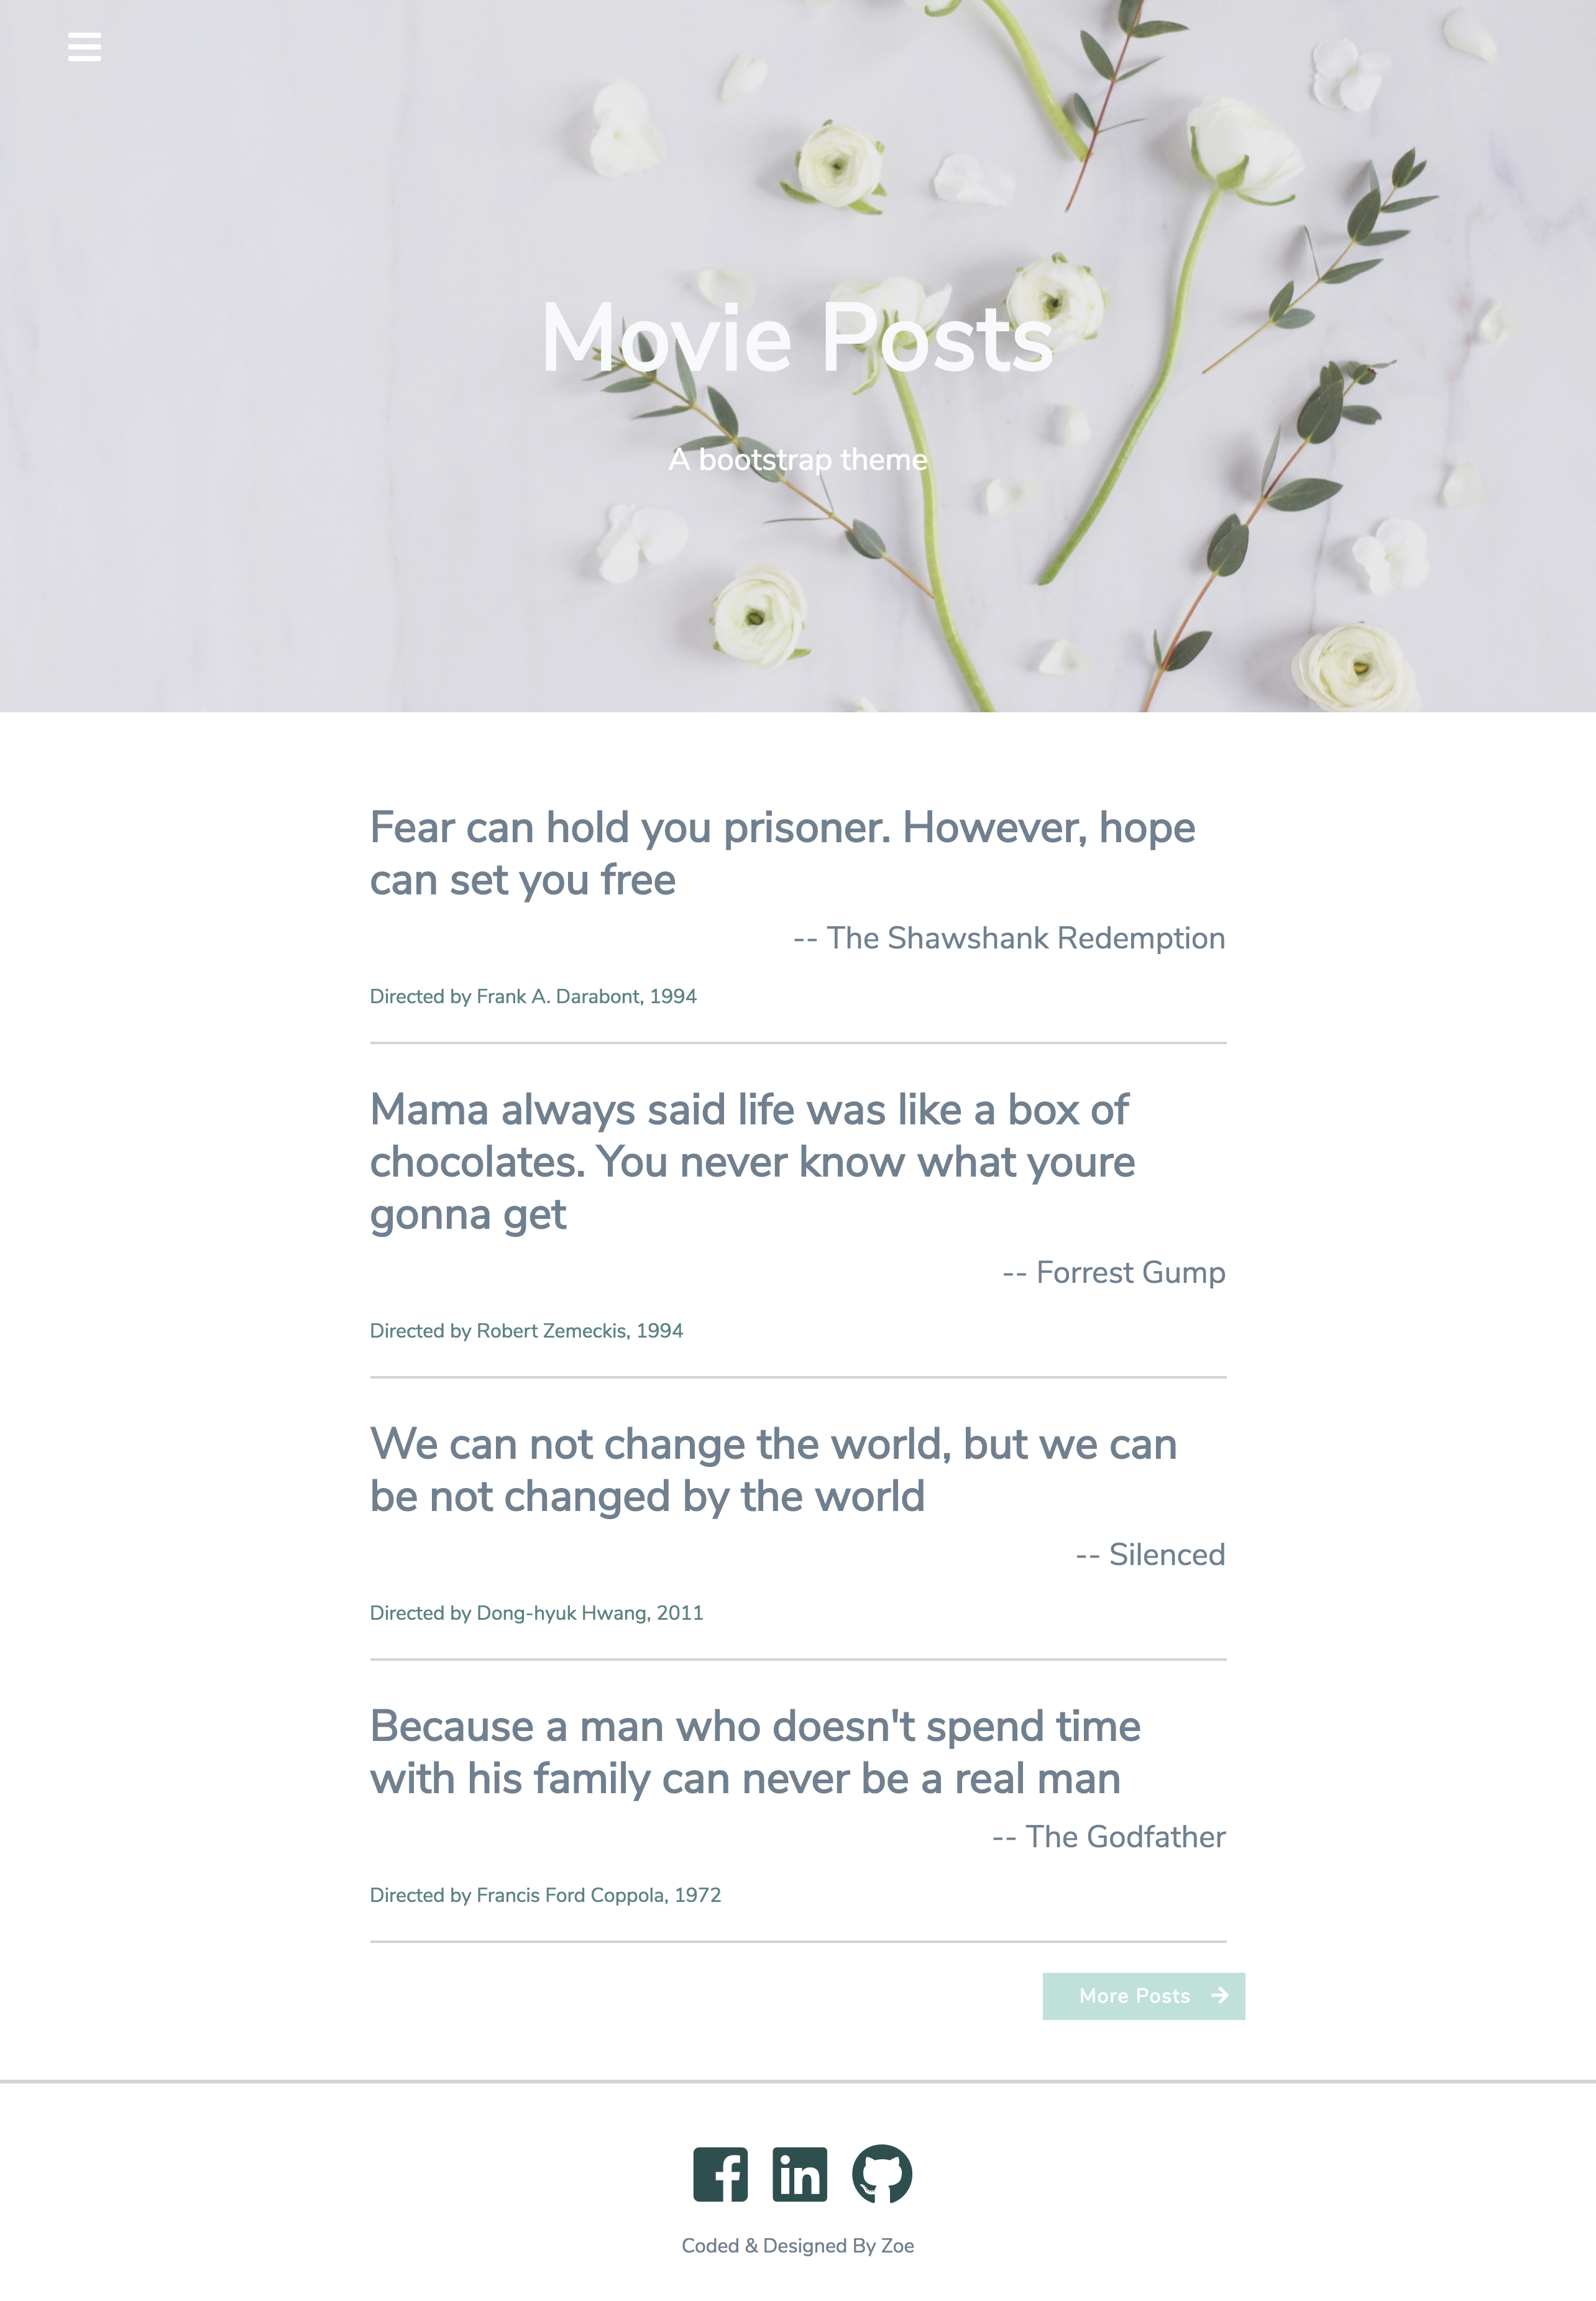 Movie Posts
A bootstrap theme
Fear can hold you prisoner. However, hope
can set you free
-- The Shawshank Redemption
Directed by Frank A. Darabont, 1994
Mama always said life was like a box of
chocolates. You never know what youre
gonna get
-- Forrest Gump
Directed by Robert Zemeckis, 1994
We can not change the world, but we can
be not changed by the world
-- Silenced
Directed by Dong-hyuk Hwang, 2011
Because a man who doesn't spend time
with his family can never be a real man
-- The Godfather
Directed by Francis Ford Coppola, 1972
More Posts
Coded & Designed By Zoe